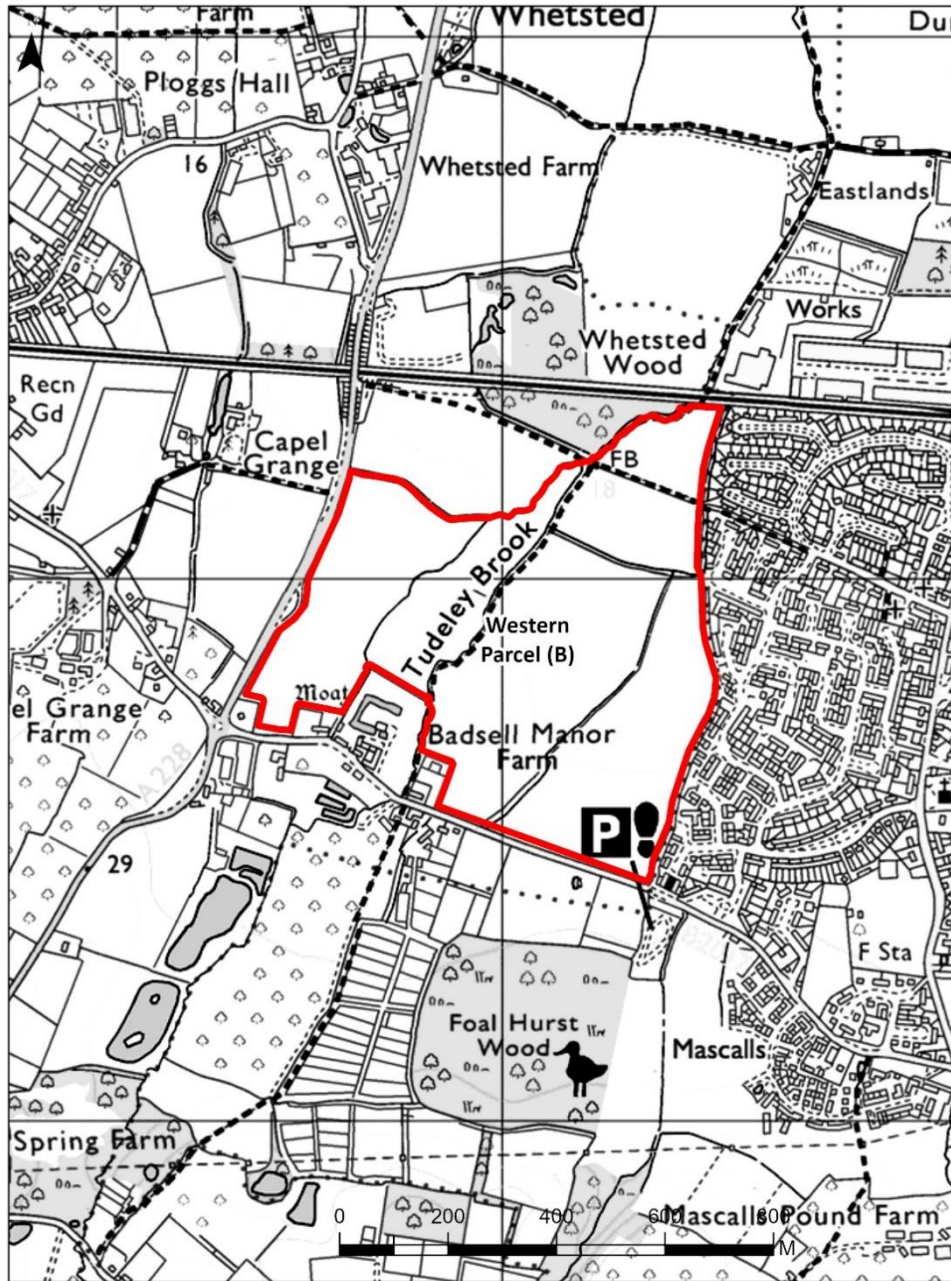 Farm
Whetsted
Du
Ploggs Hall
16
Whetsted Farm
Eastlands
Works
Whetsted
Wood
Recn
Gd
Capel
Grange
FB
18
Tudeley Brook
Western
Parcel (B)
Moat
el Grange
Farm
Badsell Manor
Farm
A 228
P
29
F Sta
Foal Hurst
Wood
Mascalls
Spring Farm
Mascalls Pound Farm
0 200 400 600 800
M